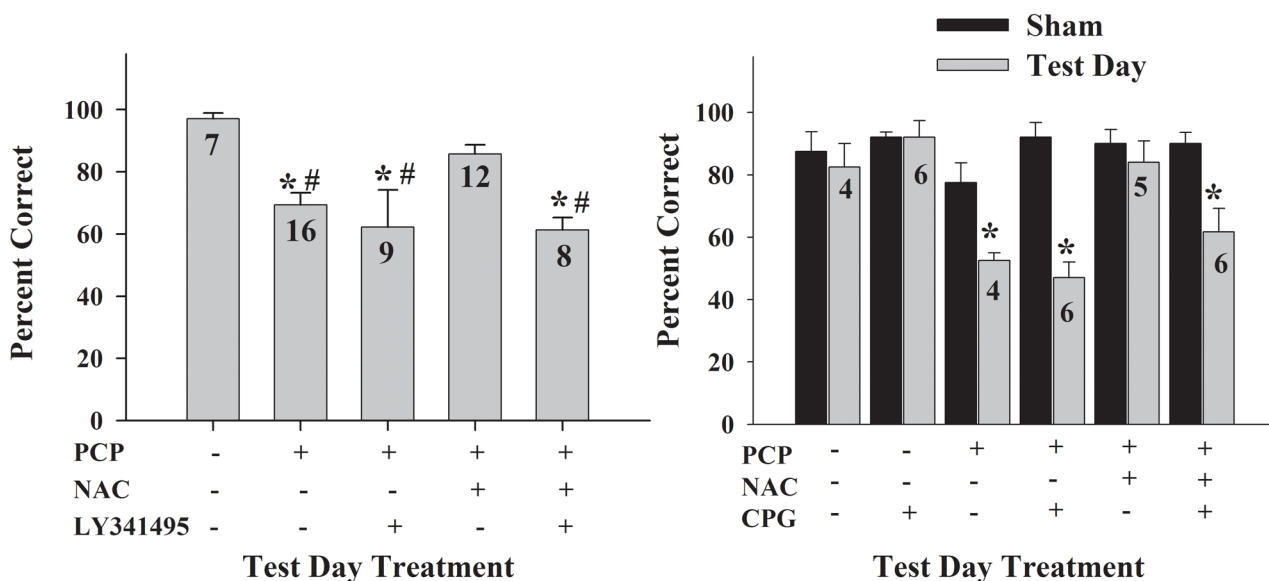 Percent Correct
100
80
60
40
20
0
7
*#
16
*#
9
12
*#
8
PCP - + + + +
NAC - - - + +
LY341495 - - + - +
Test Day Treatment
Sham
Test Day
Percent Correct
100
80
60
40
20
0
4
6
*
4
*
6
5
*
6
PCP - - + + + +
NAC - - - - + +
CPG - + - + - +
Test Day Treatment